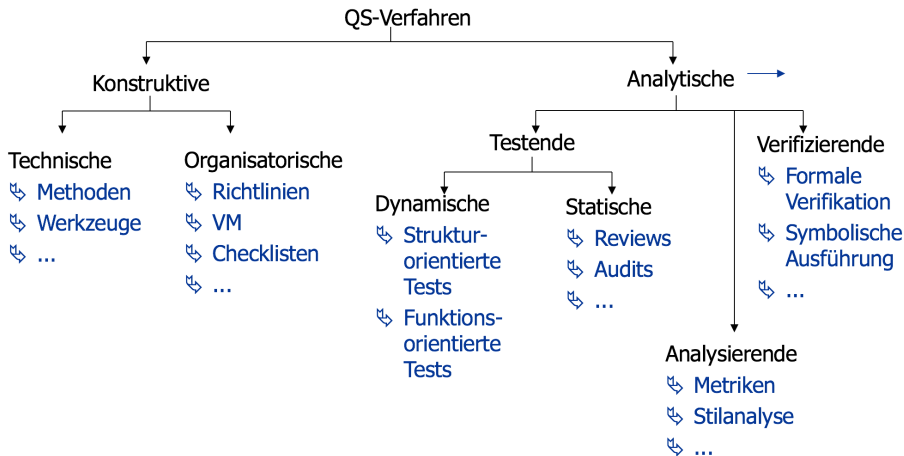 QS-Verfahren
Konstruktive
Analytische
Technische
Methoden
Werkzeuge
...
Organisatorische
Richtlinien
VM
Checklisten
...
Testende
Dynamische
Struktur-
orientierte
Tests
Funktions-
orientierte
Tests
Statische
Reviews
Audits
...
Verifizierende
Formale
Verifikation
Symbolische
Ausführung
...
Analysierende
Metriken
Stilanalyse
...